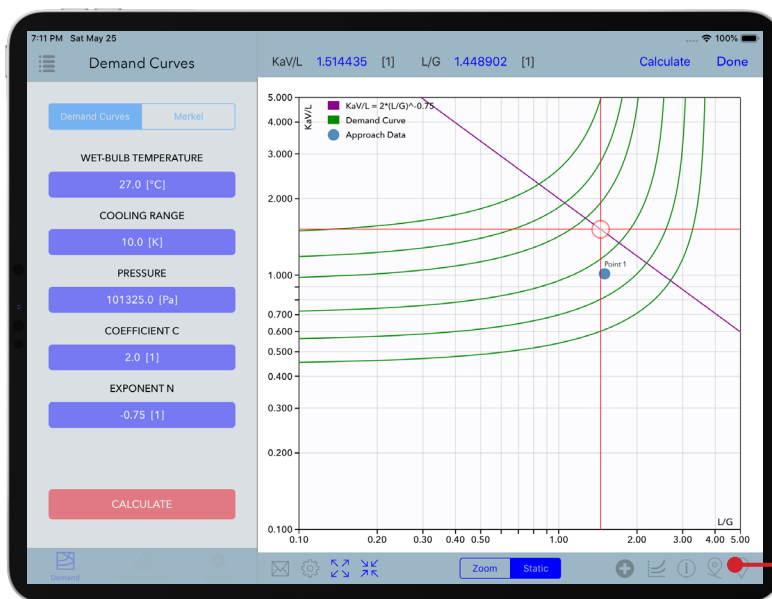 7:11 PM Sat May 25
100%
Demand Curves
KaV/L 1.514435 [1] L/G 1.448902 [1] Calculate Done
Demand Curves Merkel
WET-BULB TEMPERATURE
27.0 [°C]
COOLING RANGE
10.0 [K]
PRESSURE
101325.0 [Pa]
COEFFICIENT C
2.0 [1]
EXPONENT N
-0.75 [1]
CALCULATE
Demand
KaV/L
KaV/L = 2*(L/G)^-0.75
Demand Curve
Approach Data
Point 1
5.000
4.000
3.000
2.000
1.000
0.700
0.600
0.500
0.400
0.300
0.200
0.100
L/G
0.10 0.20 0.30 0.40 0.50 1.00 2.00 3.00 4.00 5.00
Zoom Static